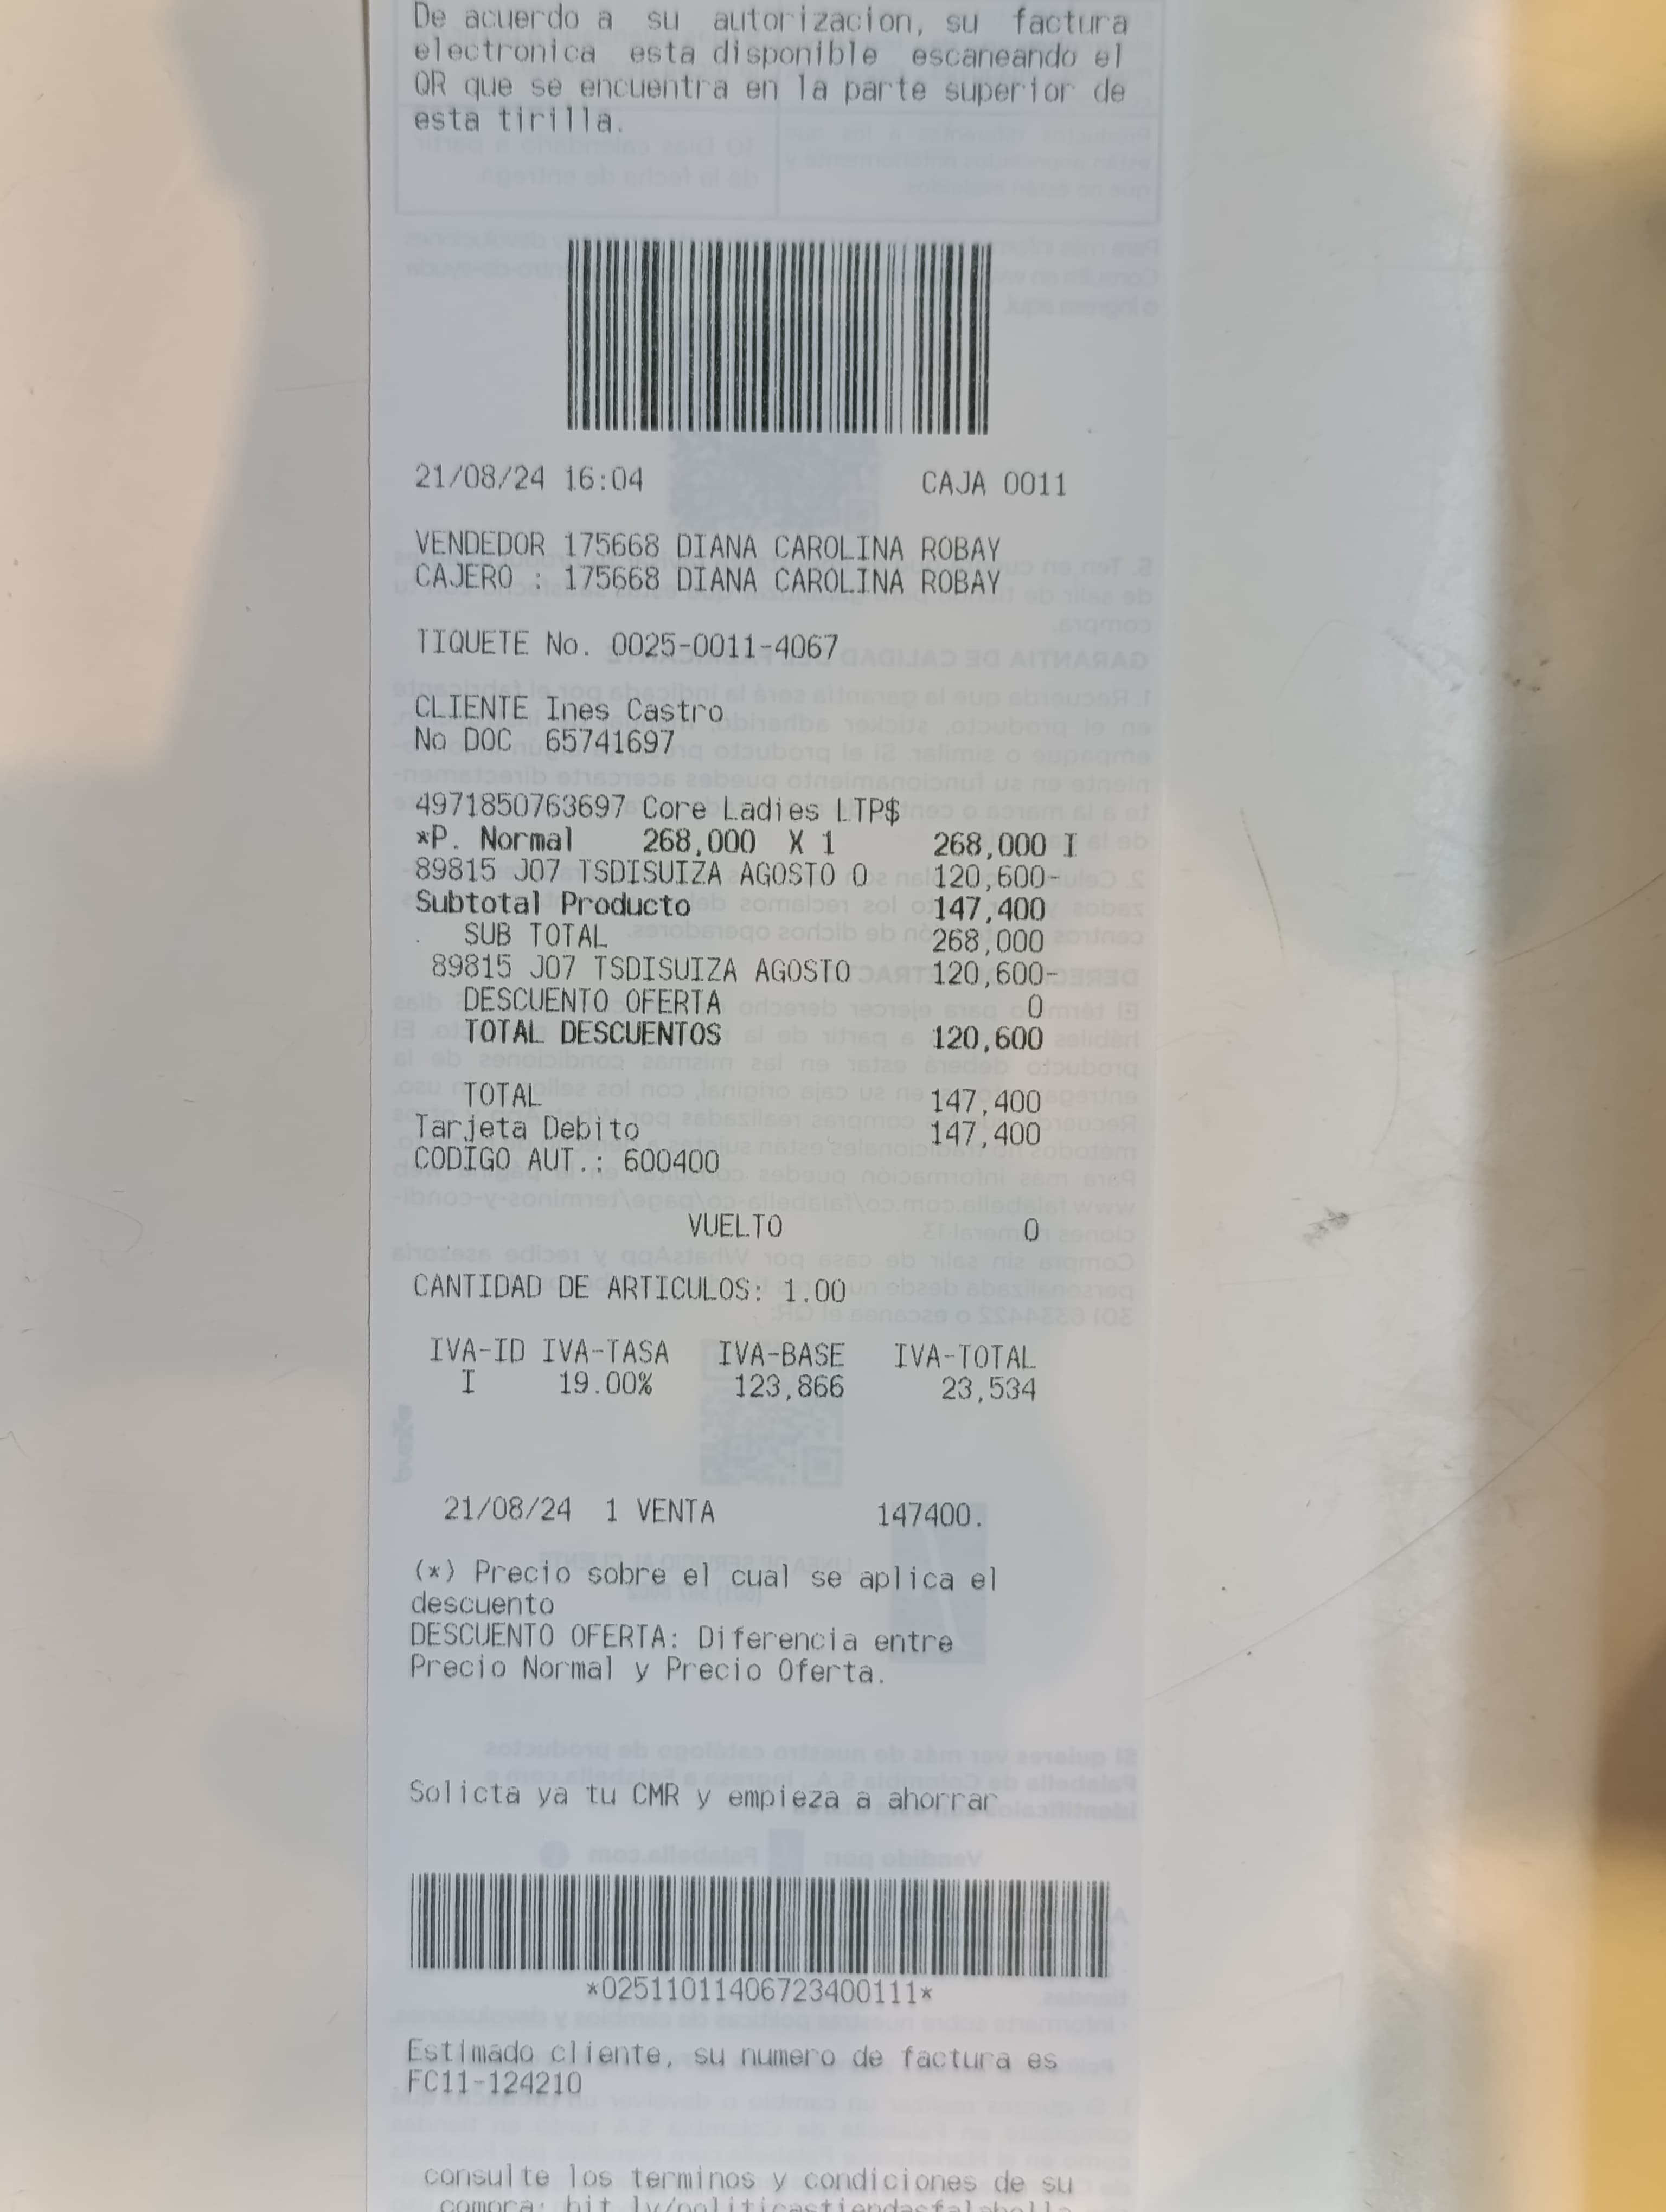 De acuerdo a su autorizacion, su factura
electronica esta disponible escaneando el
QR que se encuentra en la parte superior de
esta tirilla.
21/08/24 16:04 CAJA 0011
VENDEDOR 175668 DIANA CAROLINA ROBAY
CAJERO : 175668 DIANA CAROLINA ROBAY
TIQUETE No. 0025-0011-4067
CLIENTE Ines Castro
No DOC 65741697
4971850763697 Core Ladies LTP$
*P. Normal 268,000 X 1 268,000 I
89815 J07 TSDISUIZA AGOSTO 0 120,600-
Subtotal Producto 147,400
SUB TOTAL 268,000
89815 J07 TSDISUIZA AGOSTO 120,600-
DESCUENTO OFERTA 0
TOTAL DESCUENTOS 120,600
TOTAL 147,400
Tarjeta Debito 147,400
CODIGO AUT.: 600400
VUELTO 0
CANTIDAD DE ARTICULOS: 1.00
IVA-ID IVA-TASA IVA-BASE IVA-TOTAL
I 19.00% 123,866 23,534
21/08/24 1 VENTA 147400.
(*) Precio sobre el cual se aplica el
descuento
DESCUENTO OFERTA: Diferencia entre
Precio Normal y Precio Oferta.
Solicta ya tu CMR y empieza a ahorrar
*02511011406723400111*
Estimado cliente, su numero de factura es
FC11-124210
consulte los terminos y condiciones de su
compra: bit.ly/politicastiendasfalabella